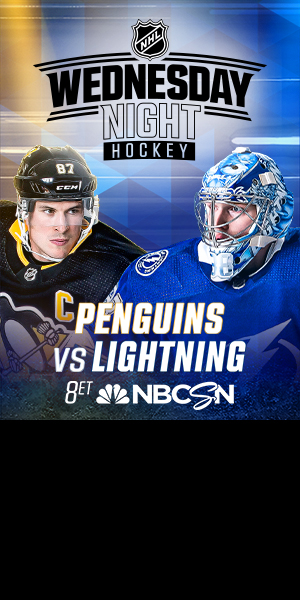 NHL
WEDNESDAY
NIGHT
HOCKEY
87
CCM
C
PENGUINS
VS LIGHTNING
8ET NBCSN